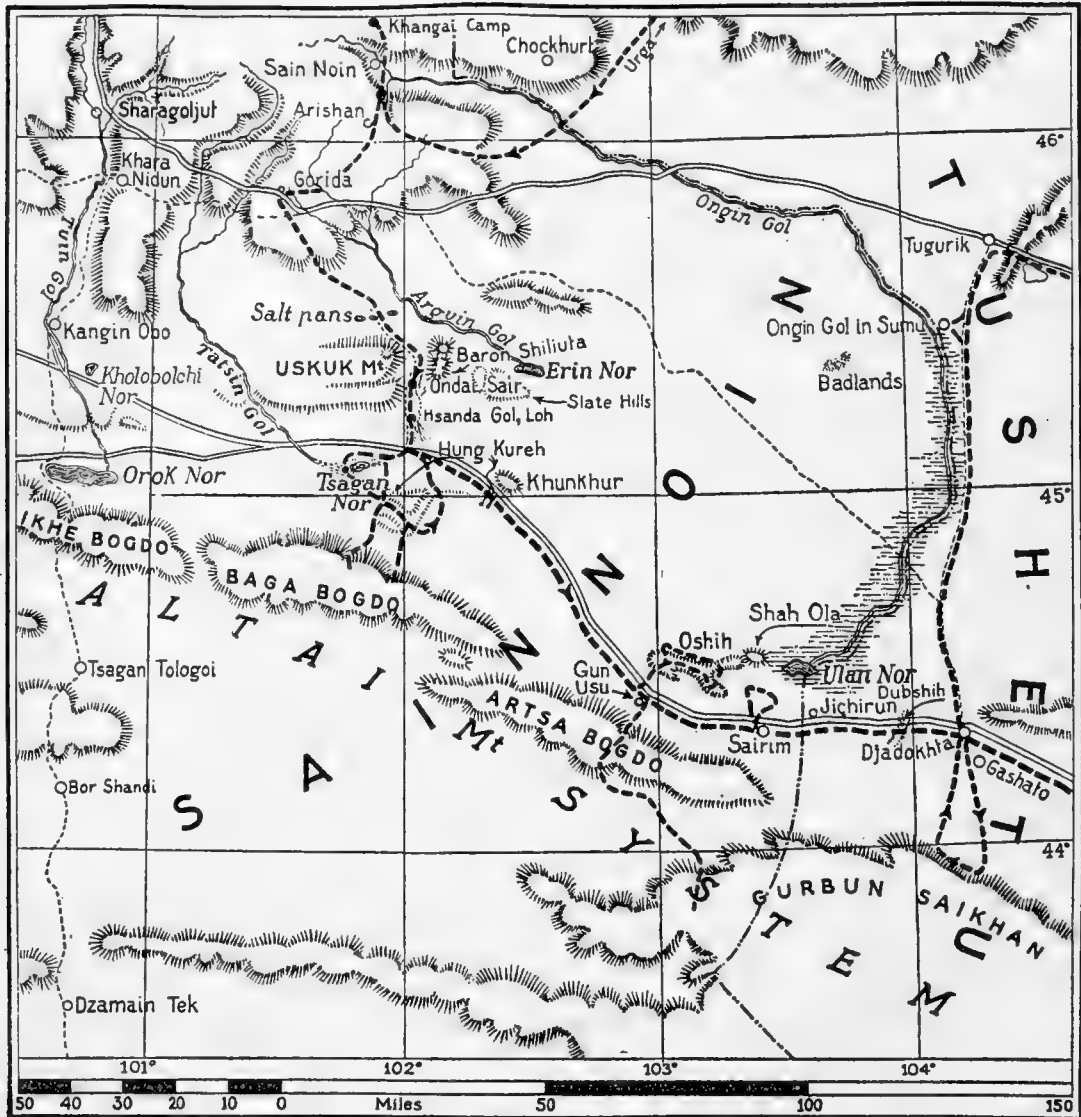 Khangai Camp
Chockhurt
Urga
Sain Noin
Sharagoljut
Arishan
46°
Khara
Nidun
Gorida
Ongin Gol
Tugurik
Tuin Gol
Salt pans
Arguin Gol
Kangin Obo
Ongin Gol in Sumu
USKUK Mt
Baron Shiliuta
Badlands
Kholobolchi
Nor
Ondai Sair
Erin Nor
Tatsin Gol
Slate Hills
Hsanda Gol, Loh
Hung Kureh
Orok Nor
Tsagan
Nor
Khunkhur
45°
IKHE BOGDO
BAGA BOGDO
Shah Ola
Oshih
Tsagan Tologoi
Gun
Usu
Ulan Nor
Dubshih
Jichirun
ARTSA BOGDO
Sairim
Djadokhta
Gashato
Bor Shandi
44°
GURBUN SAIKHAN
Dzamain Tek
ALTAI Mt SYSTEM
SAIN NOIN
TUSHETU
101°
102°
103°
104°
50 40 30 20 10 0 Miles 50 100 150